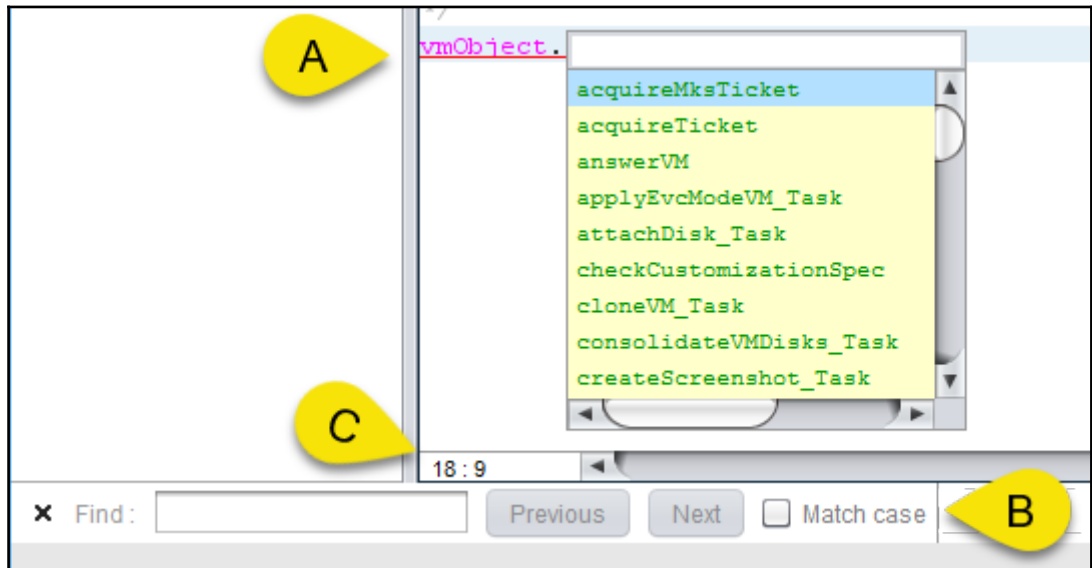 */
A
vmObject.
acquireMksTicket
acquireTicket
answerVM
applyEvcModeVM_Task
attachDisk_Task
checkCustomizationSpec
cloneVM_Task
consolidateVMDisks_Task
createScreenshot_Task
C
18 : 9
× Find : Previous Next Match case B